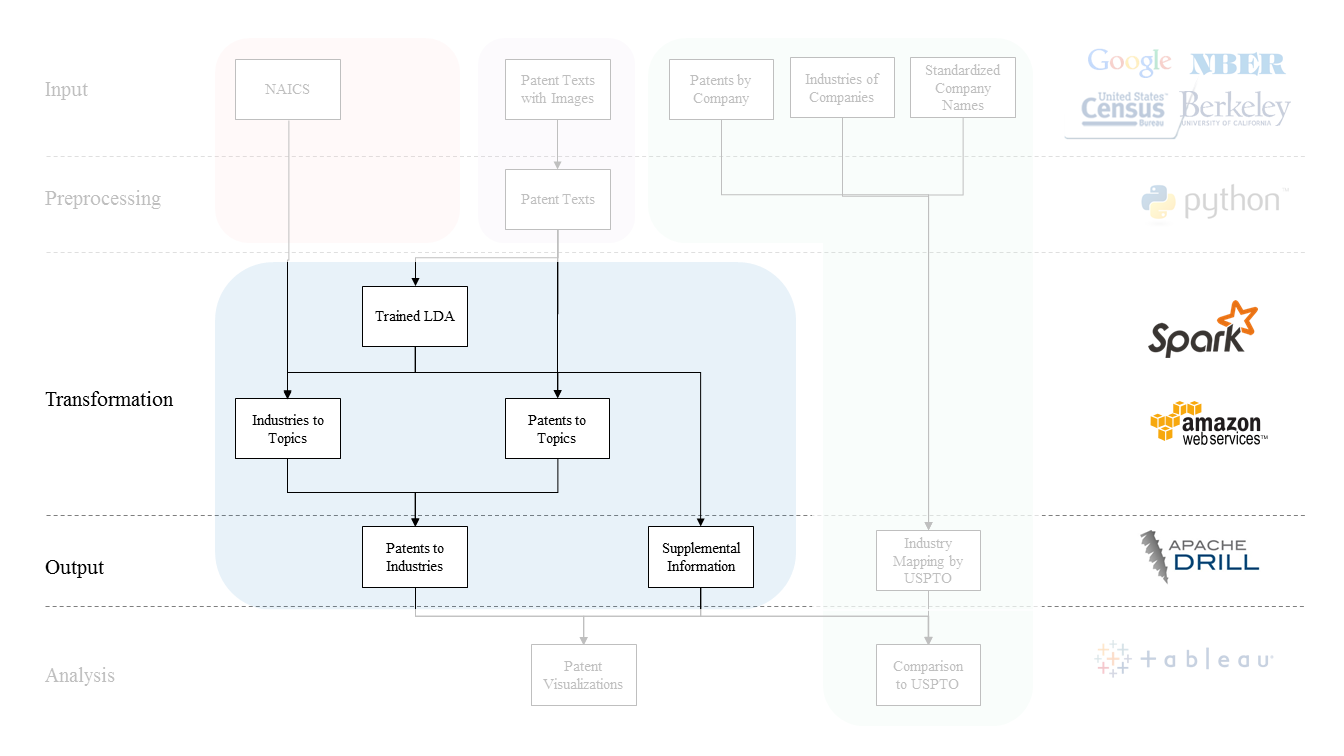 Input
NAICS
Patent Texts
with Images
Patents by
Company
Industries of
Companies
Standardized
Company
Names
Google
NBER
United States™
Census
Bureau
Berkeley
UNIVERSITY OF CALIFORNIA
Preprocessing
Patent Texts
python™
Trained LDA
Spark
Transformation
Industries to
Topics
Patents to
Topics
amazon
webservices™
Output
Patents to
Industries
Supplemental
Information
Industry
Mapping by
USPTO
APACHE
DRILL
Analysis
Patent
Visualizations
Comparison
to USPTO
tableau